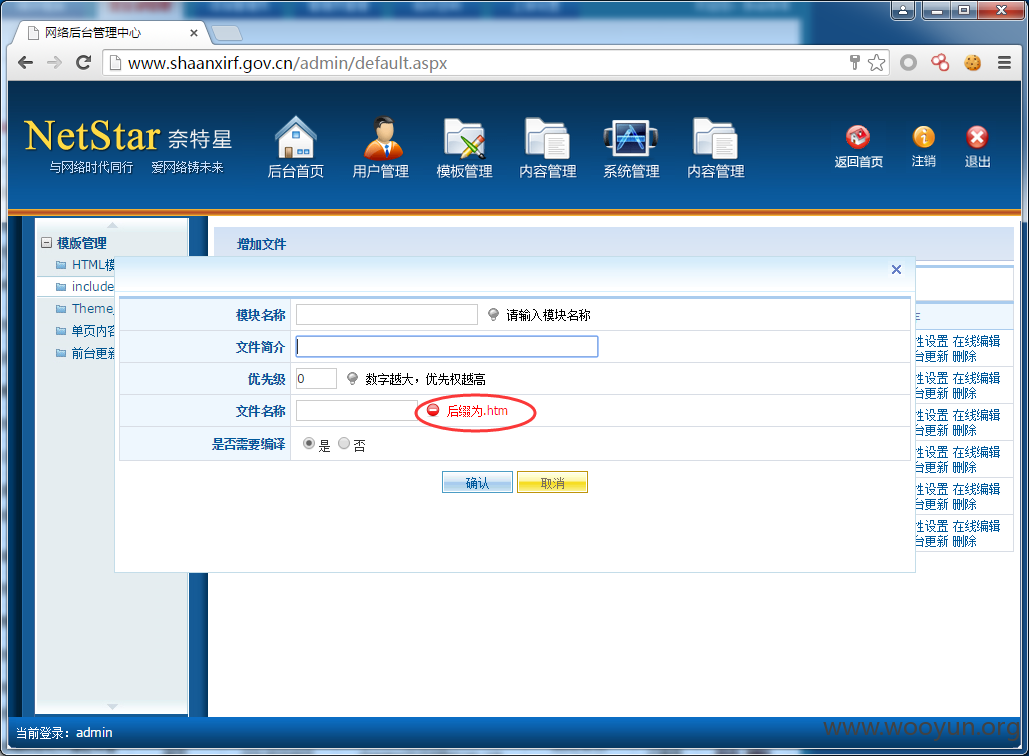 网络后台管理中心
www.shaanxirf.gov.cn/admin/default.aspx
NetStar 奈特星
与网络时代同行 爱网络铸未来
后台首页 用户管理 模板管理 内容管理 系统管理 内容管理 返回首页 注销 退出
模版管理
HTML模
include
Theme
单页内容
前台更新
增加文件
模块名称 请输入模块名称
文件简介
优先级 0 数字越大，优先权越高
文件名称 后缀为.htm
是否需要编译 是 否
确认 取消
性设置 在线编辑
台更新 删除
性设置 在线编辑
台更新 删除
性设置 在线编辑
台更新 删除
性设置 在线编辑
台更新 删除
性设置 在线编辑
台更新 删除
性设置 在线编辑
台更新 删除
当前登录：admin
www.wooyun.org